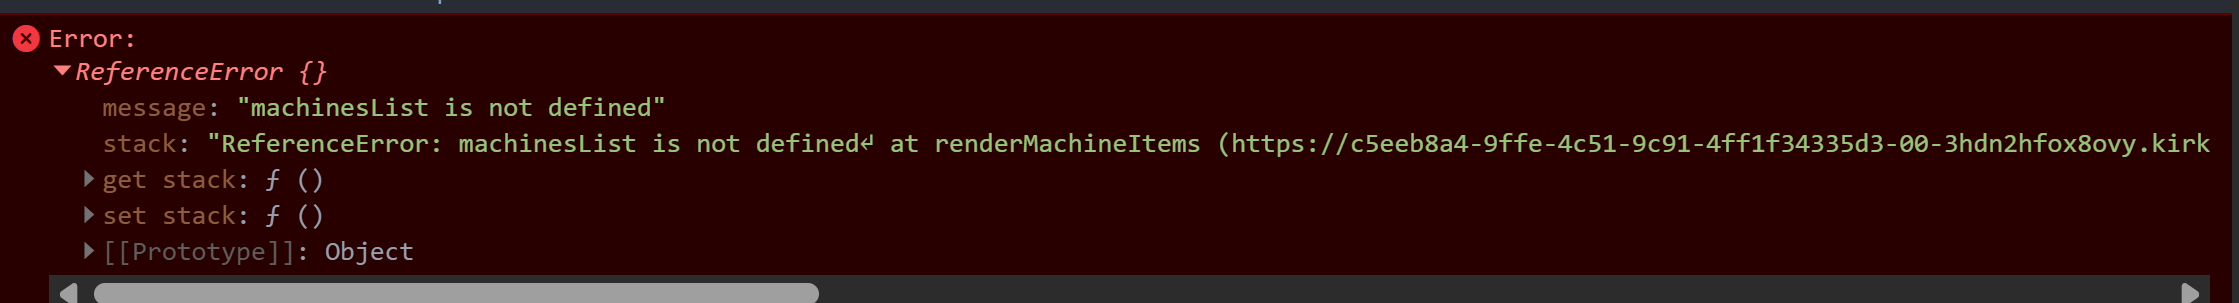 Error:
ReferenceError {}
message: "machinesList is not defined"
stack: "ReferenceError: machinesList is not defined↲ at renderMachineItems (https://c5eeb8a4-9ffe-4c51-9c91-4ff1f34335d3-00-3hdn2hfox8ovy.kirk
get stack: ƒ ()
set stack: ƒ ()
[[Prototype]]: Object